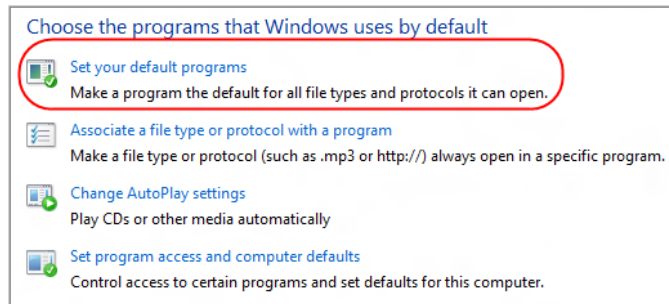 Choose the programs that Windows uses by default
Set your default programs
Make a program the default for all file types and protocols it can open.
Associate a file type or protocol with a program
Make a file type or protocol (such as .mp3 or http://) always open in a specific program.
Change AutoPlay settings
Play CDs or other media automatically
Set program access and computer defaults
Control access to certain programs and set defaults for this computer.